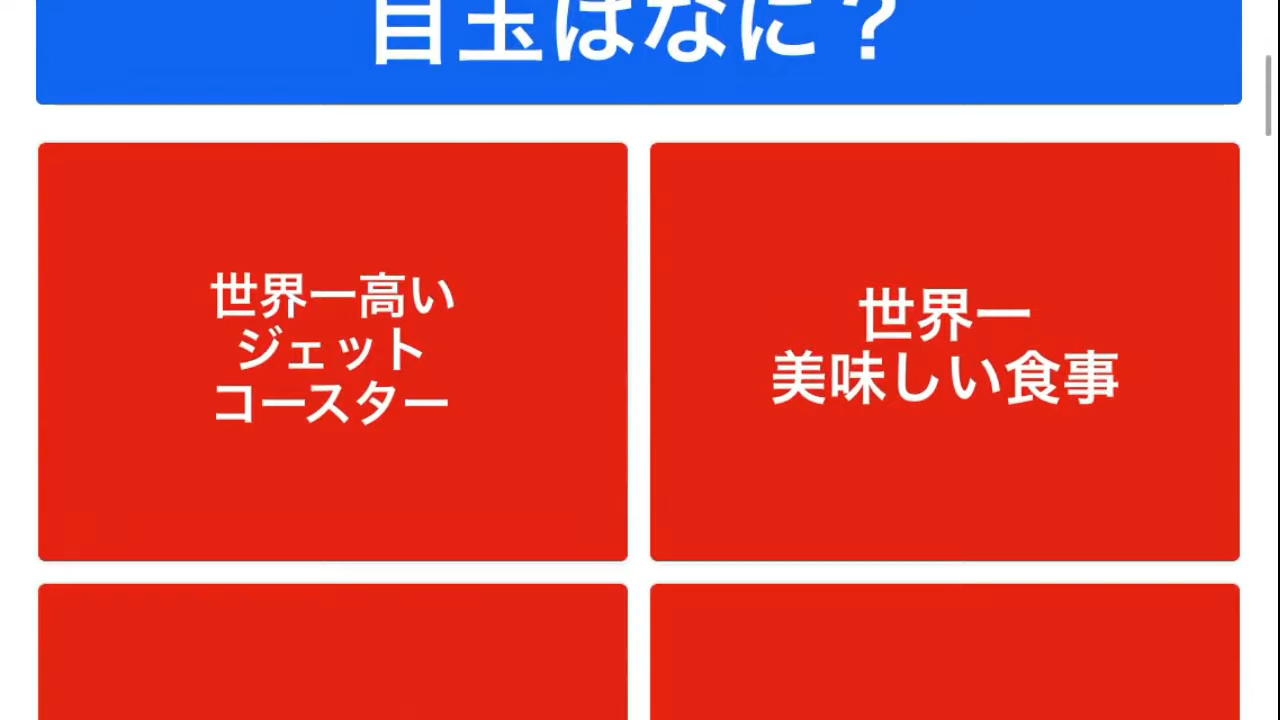 目玉はなに？
世界一高い
ジェット
コースター
世界一
美味しい食事